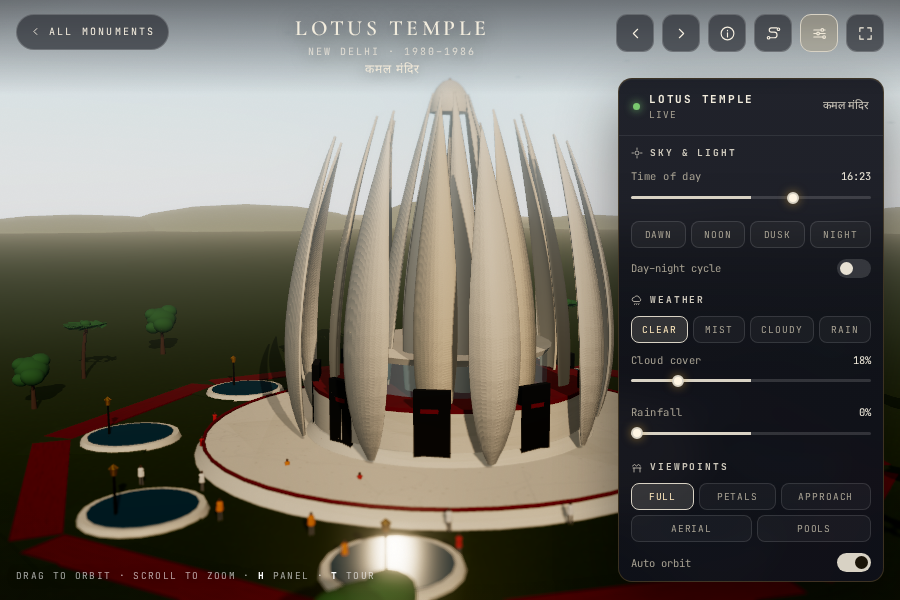 ALL MONUMENTS
LOTUS TEMPLE
NEW DELHI · 1980–1986
कमल मंदिर
LOTUS TEMPLE
LIVE
कमल मंदिर
SKY & LIGHT
Time of day 16:23
DAWN NOON DUSK NIGHT
Day–night cycle
WEATHER
CLEAR MIST CLOUDY RAIN
Cloud cover 18%
Rainfall 0%
VIEWPOINTS
FULL PETALS APPROACH
AERIAL POOLS
Auto orbit
DRAG TO ORBIT · SCROLL TO ZOOM · H PANEL · T TOUR